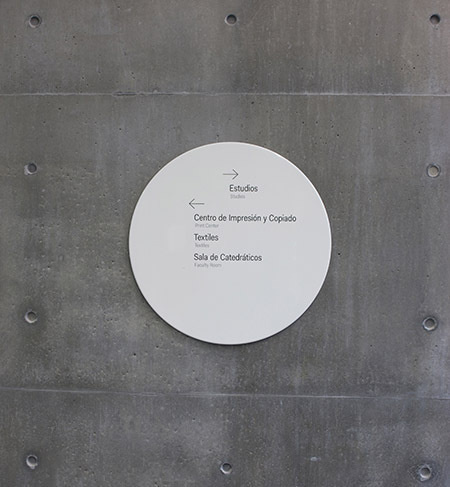 →
Estudios
Studios
←
Centro de Impresión y Copiado
Print Center
Textiles
Textiles
Sala de Catedráticos
Faculty Room